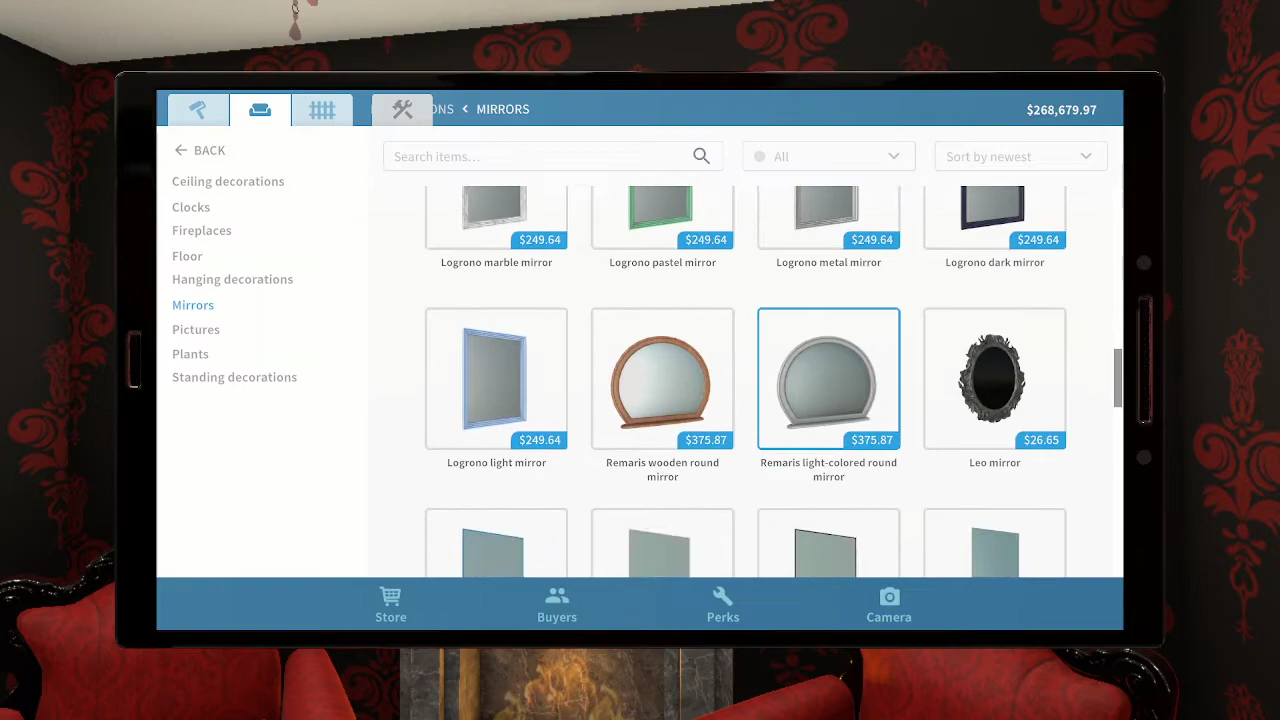 ONS < MIRRORS
$268,679.97
BACK
Search items...
All
Sort by newest
Ceiling decorations
Clocks
Fireplaces
Floor
Hanging decorations
Mirrors
Pictures
Plants
Standing decorations
$249.64
$249.64
$249.64
$249.64
Logrono marble mirror
Logrono pastel mirror
Logrono metal mirror
Logrono dark mirror
$249.64
$375.87
$375.87
$26.65
Logrono light mirror
Remaris wooden round
mirror
Remaris light-colored round
mirror
Leo mirror
Store
Buyers
Perks
Camera